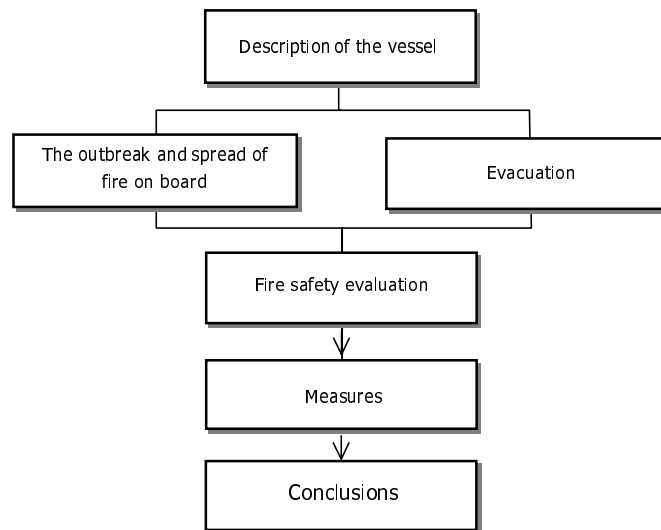 Description of the vessel
The outbreak and spread of
fire on board
Evacuation
Fire safety evaluation
Measures
Conclusions